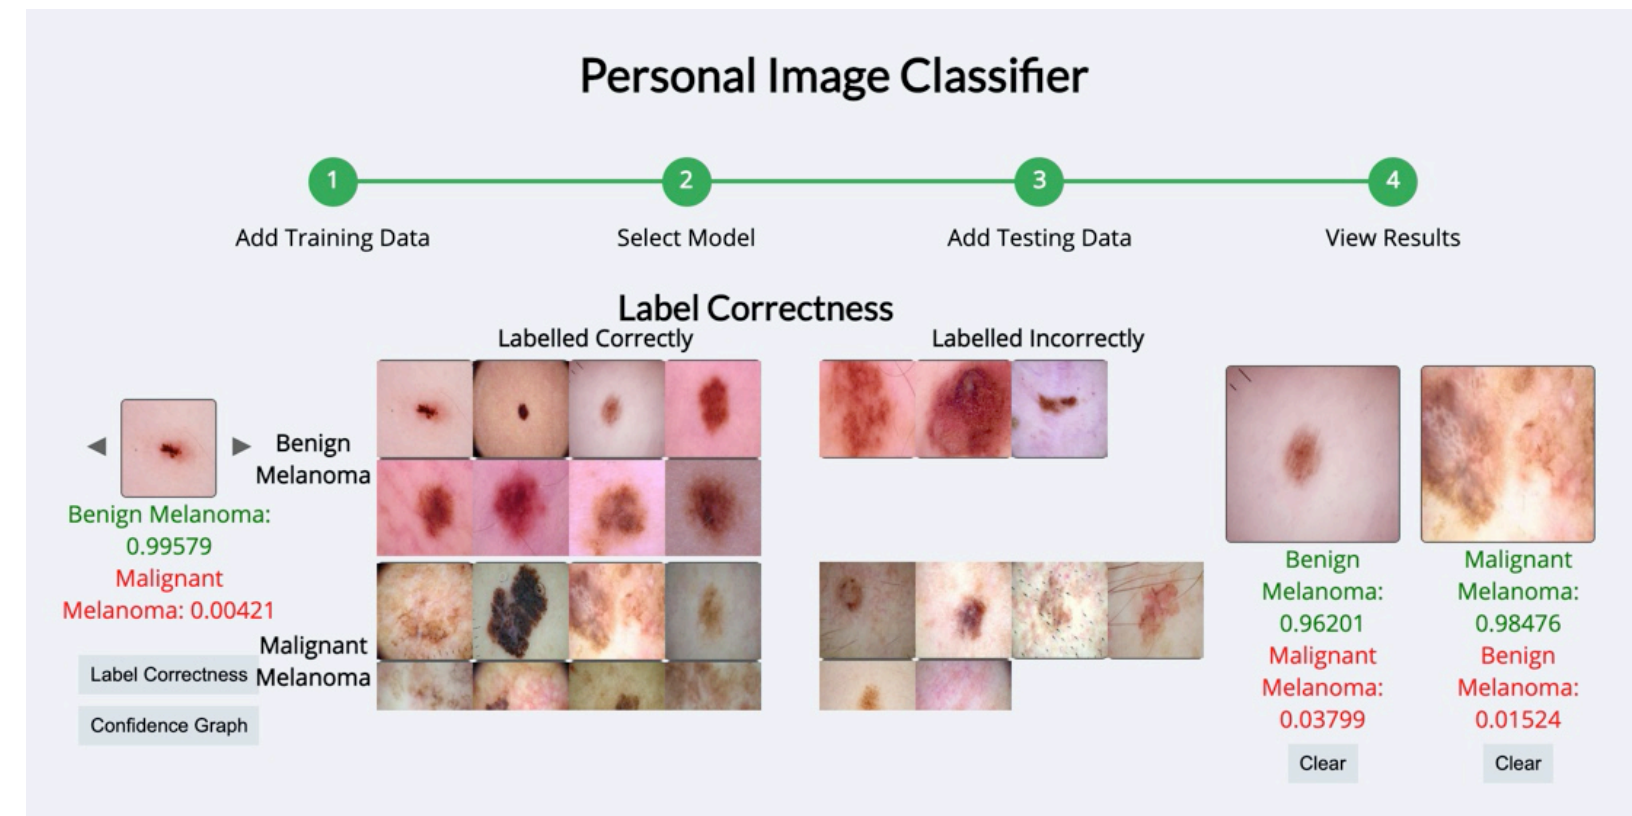 Personal Image Classifier
1
2
3
4
Add Training Data
Select Model
Add Testing Data
View Results
Label Correctness
Labelled Correctly
Labelled Incorrectly
Benign
Melanoma
Benign Melanoma:
0.99579
Malignant
Melanoma: 0.00421
Malignant
Melanoma
Label Correctness
Confidence Graph
Benign
Melanoma:
0.96201
Malignant
Melanoma:
0.03799
Clear
Malignant
Melanoma:
0.98476
Benign
Melanoma:
0.01524
Clear